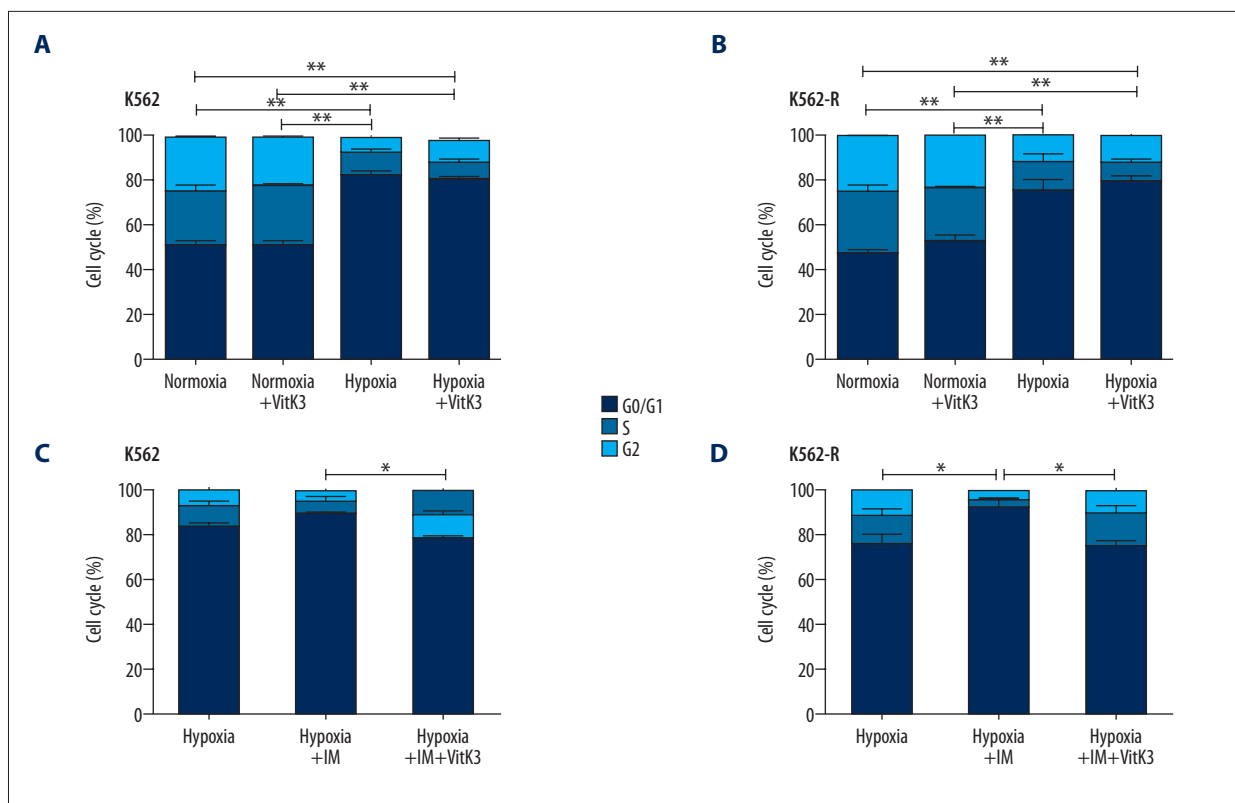 A
**
**
**
**
K562
100
80
60
40
20
0
Cell cycle (%)
Normoxia
Normoxia
+VitK3
Hypoxia
Hypoxia
+VitK3
B
**
**
**
**
K562-R
100
80
60
40
20
0
Cell cycle (%)
Normoxia
Normoxia
+VitK3
Hypoxia
Hypoxia
+VitK3
G0/G1
S
G2
C
K562
*
100
80
60
40
20
0
Cell cycle (%)
Hypoxia
Hypoxia
+IM
Hypoxia
+IM+VitK3
D
K562-R
*
*
100
80
60
40
20
0
Cell cycle (%)
Hypoxia
Hypoxia
+IM
Hypoxia
+IM+VitK3